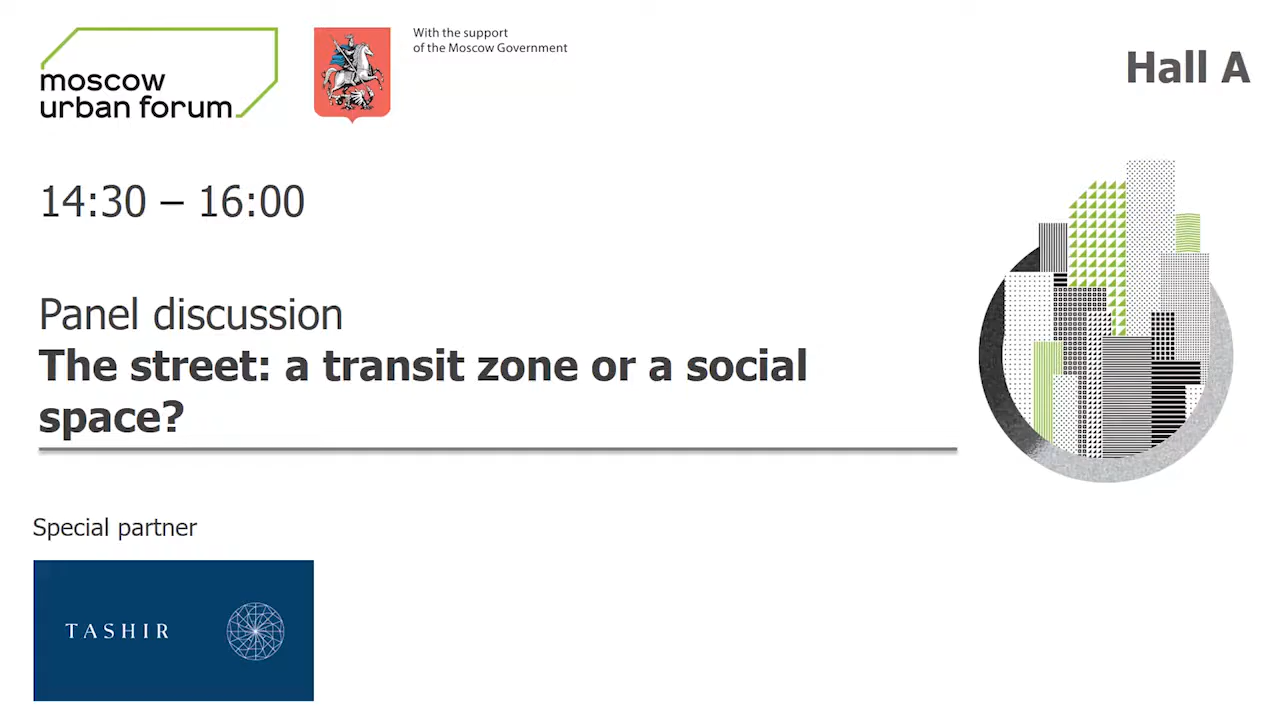 moscow
urban forum
With the support
of the Moscow Government
Hall A
14:30 – 16:00
Panel discussion
The street: a transit zone or a social
space?
Special partner
TASHIR